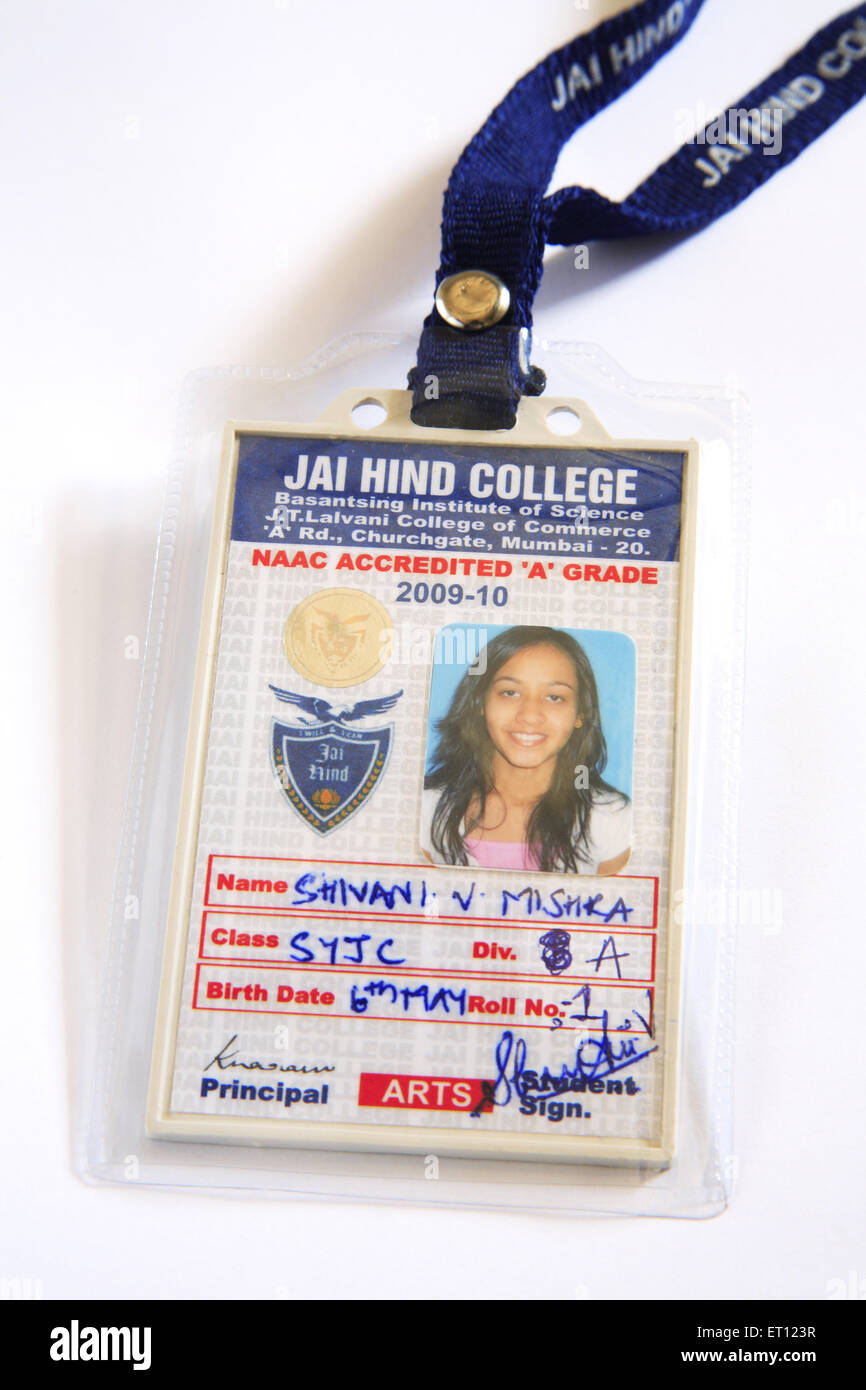 JAI HIND
JAI HIND CO
JAI HIND COLLEGE
Basantsing Institute of Science
J.T.Lalvani College of Commerce
'A' Rd., Churchgate, Mumbai - 20.
NAAC ACCREDITED 'A' GRADE
2009-10
I WILL & I CAN
Jai
Hind
Name SHIVANI. V. MISHRA
Class SYJC Div. A
Birth Date 6th MAY Roll No. -1
Principal ARTS Student
Sign.
alamy
Image ID: ET123R
www.alamy.com